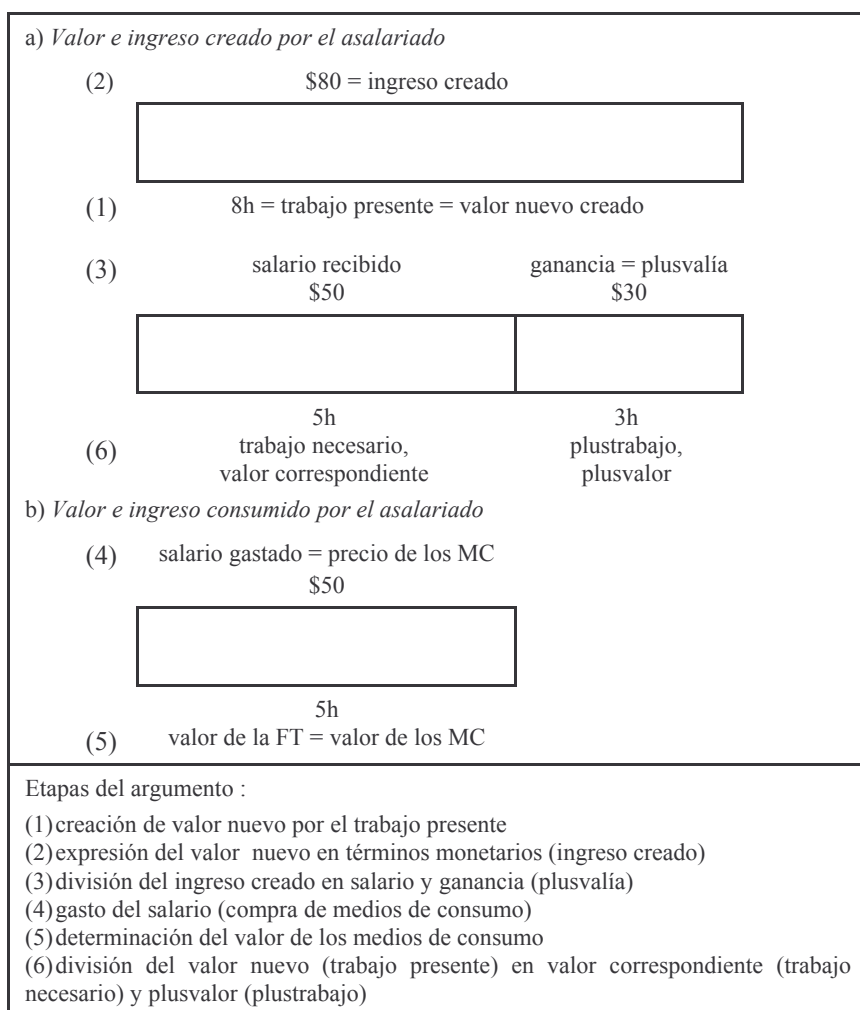 a) Valor e ingreso creado por el asalariado
(2) $80 = ingreso creado
(1) 8h = trabajo presente = valor nuevo creado
(3) salario recibido ganancia = plusvalía
$50 $30
5h 3h
(6) trabajo necesario, plustrabajo,
valor correspondiente plusvalor
b) Valor e ingreso consumido por el asalariado
(4) salario gastado = precio de los MC
$50
5h
(5) valor de la FT = valor de los MC
Etapas del argumento :
(1) creación de valor nuevo por el trabajo presente
(2) expresión del valor nuevo en términos monetarios (ingreso creado)
(3) división del ingreso creado en salario y ganancia (plusvalía)
(4) gasto del salario (compra de medios de consumo)
(5) determinación del valor de los medios de consumo
(6) división del valor nuevo (trabajo presente) en valor correspondiente (trabajo
necesario) y plusvalor (plustrabajo)